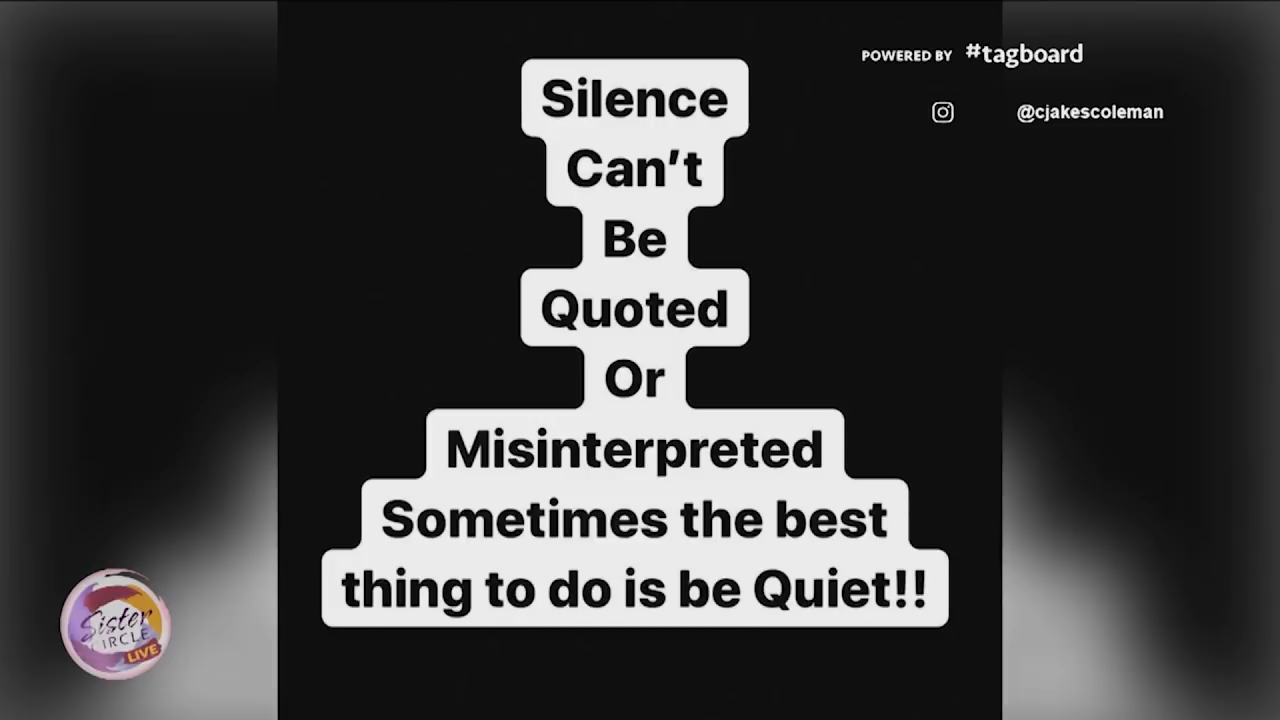 POWERED BY #tagboard
@cjakescoleman
Silence
Can't
Be
Quoted
Or
Misinterpreted
Sometimes the best
thing to do is be Quiet!!
Sister
CIRCLE
LIVE